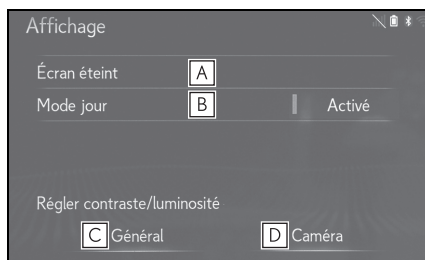 Affichage
Écran éteint A
Mode jour B Activé
Régler contraste/luminosité
C Général D Caméra